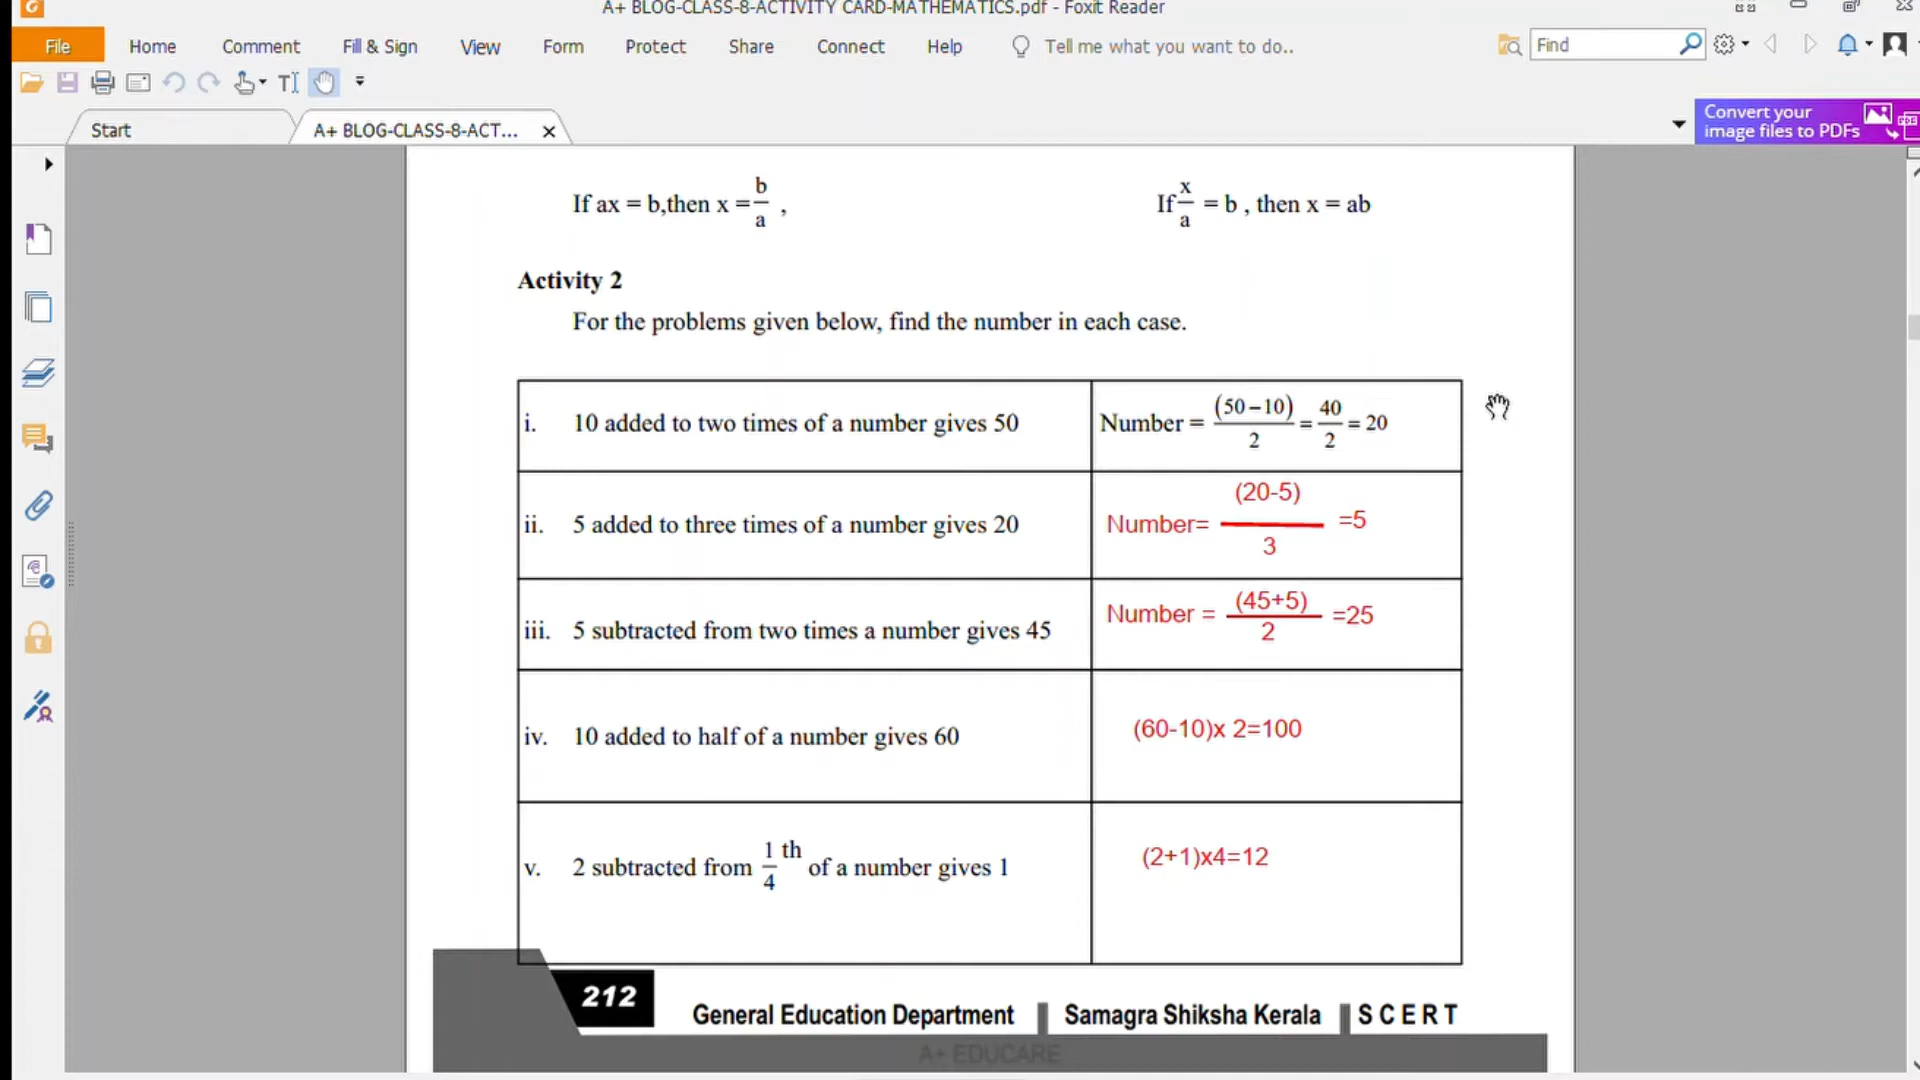 A+ BLOG-CLASS-8-ACTIVITY CARD-MATHEMATICS.pdf - Foxit Reader
File Home Comment Fill & Sign View Form Protect Share Connect Help Tell me what you want to do.. Find
Start A+ BLOG-CLASS-8-ACT...
Convert your
image files to PDFs
If ax = b,then x = b/a , If x/a = b , then x = ab
Activity 2
For the problems given below, find the number in each case.
i. 10 added to two times of a number gives 50 Number = (50−10)/2 = 40/2 = 20
ii. 5 added to three times of a number gives 20 Number= (20-5)/3 =5
iii. 5 subtracted from two times a number gives 45 Number = (45+5)/2 =25
iv. 10 added to half of a number gives 60 (60-10)x 2=100
v. 2 subtracted from 1/4 th of a number gives 1 (2+1)x4=12
212 General Education Department Samagra Shiksha Kerala S C E R T
A+ EDUCARE